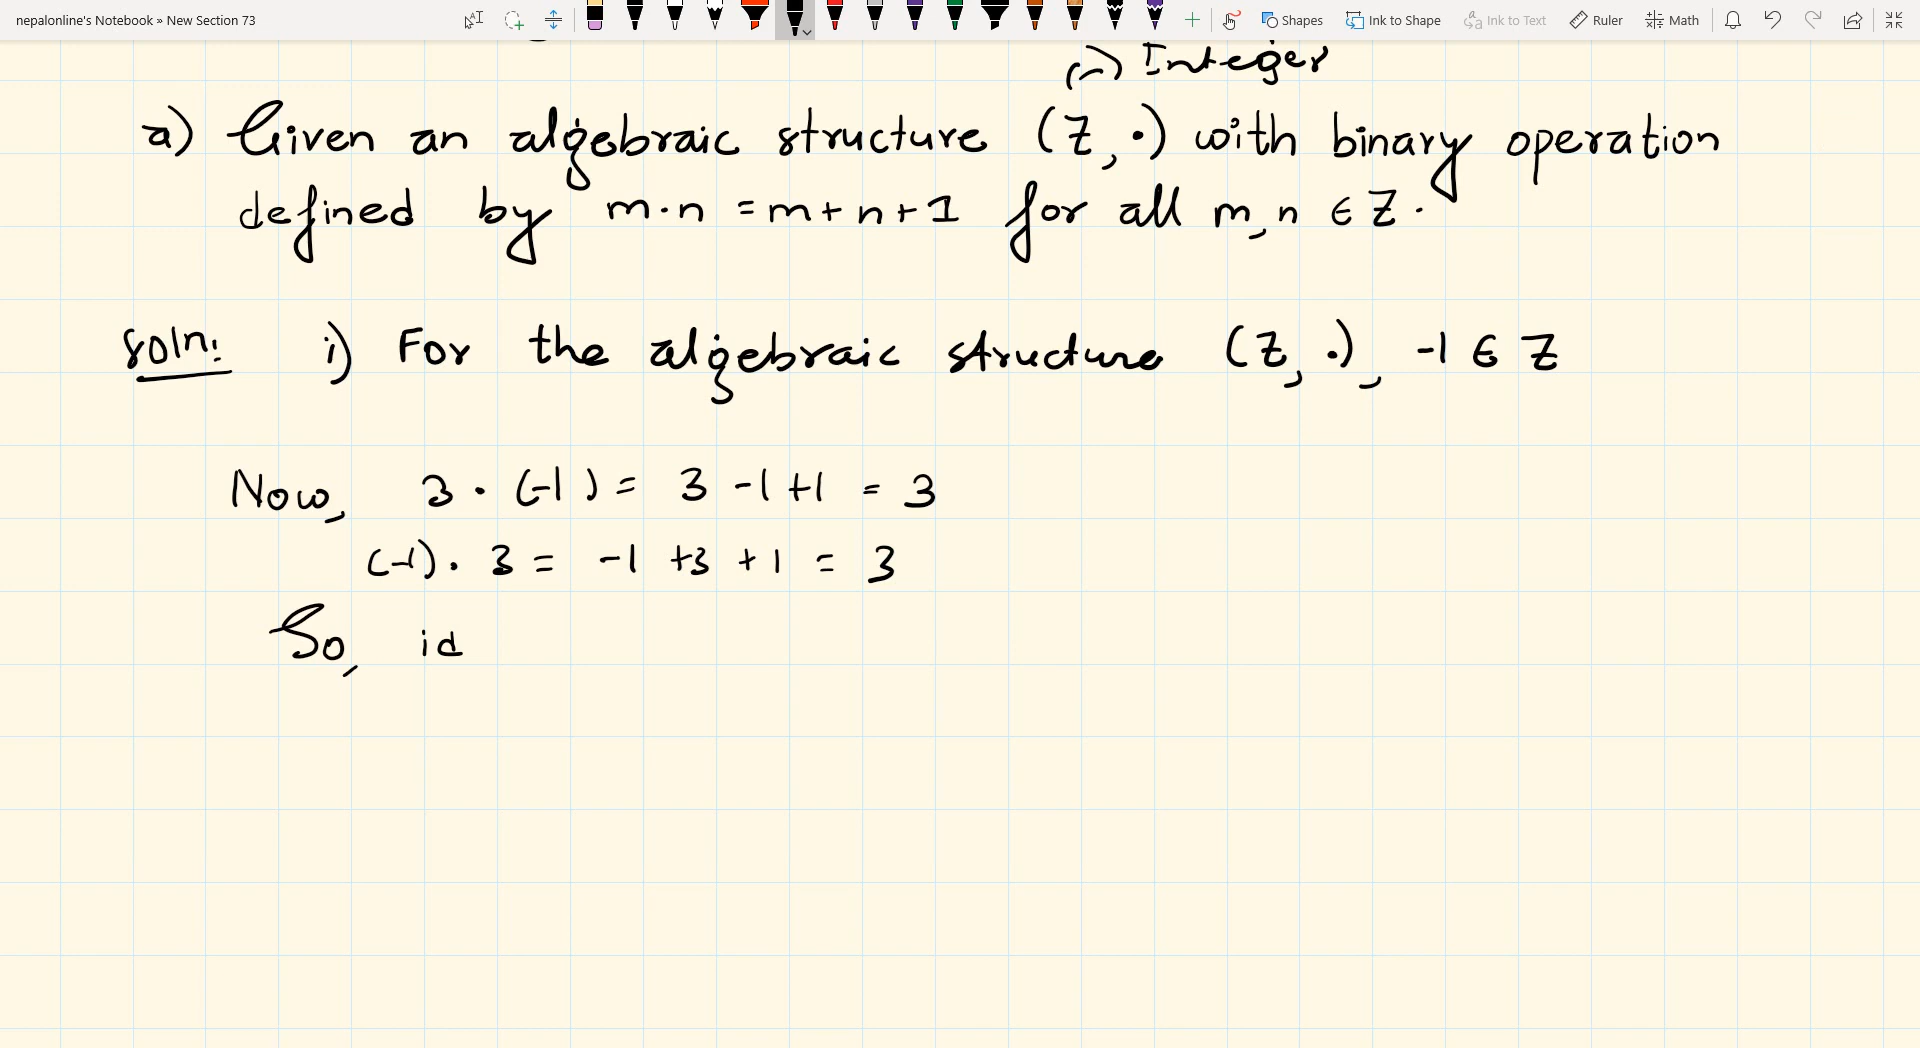 nepalonline's Notebook » New Section 73 Shapes Ink to Shape Ink to Text Ruler Math
Integer
a) Given an algebraic structure (Z, ·) with binary operation
defined by m·n = m+n+1 for all m, n ∈ Z.
soln: i) For the algebraic structure (Z, ·), -1 ∈ Z
Now, 3 · (-1) = 3 -1 +1 = 3
(-1) · 3 = -1 +3 +1 = 3
So, id